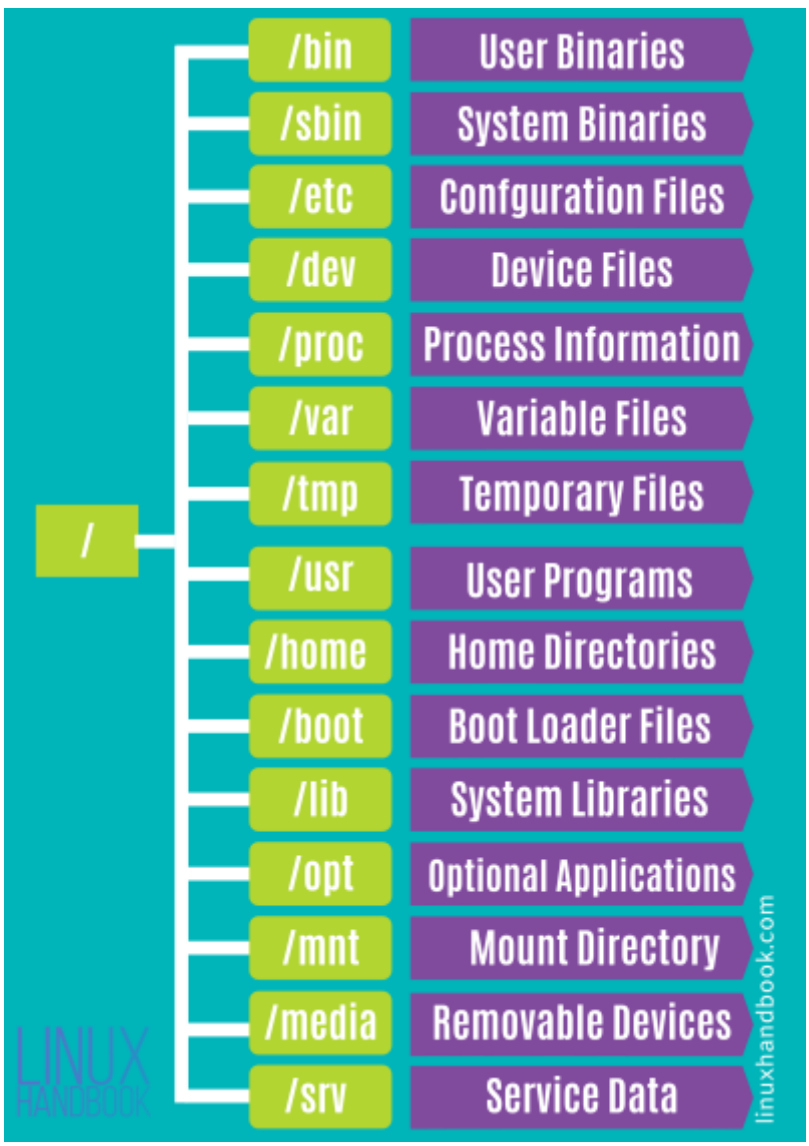 /
/bin User Binaries
/sbin System Binaries
/etc Confguration Files
/dev Device Files
/proc Process Information
/var Variable Files
/tmp Temporary Files
/usr User Programs
/home Home Directories
/boot Boot Loader Files
/lib System Libraries
/opt Optional Applications
/mnt Mount Directory
/media Removable Devices
/srv Service Data
LINUX
HANDBOOK
linuxhandbook.com